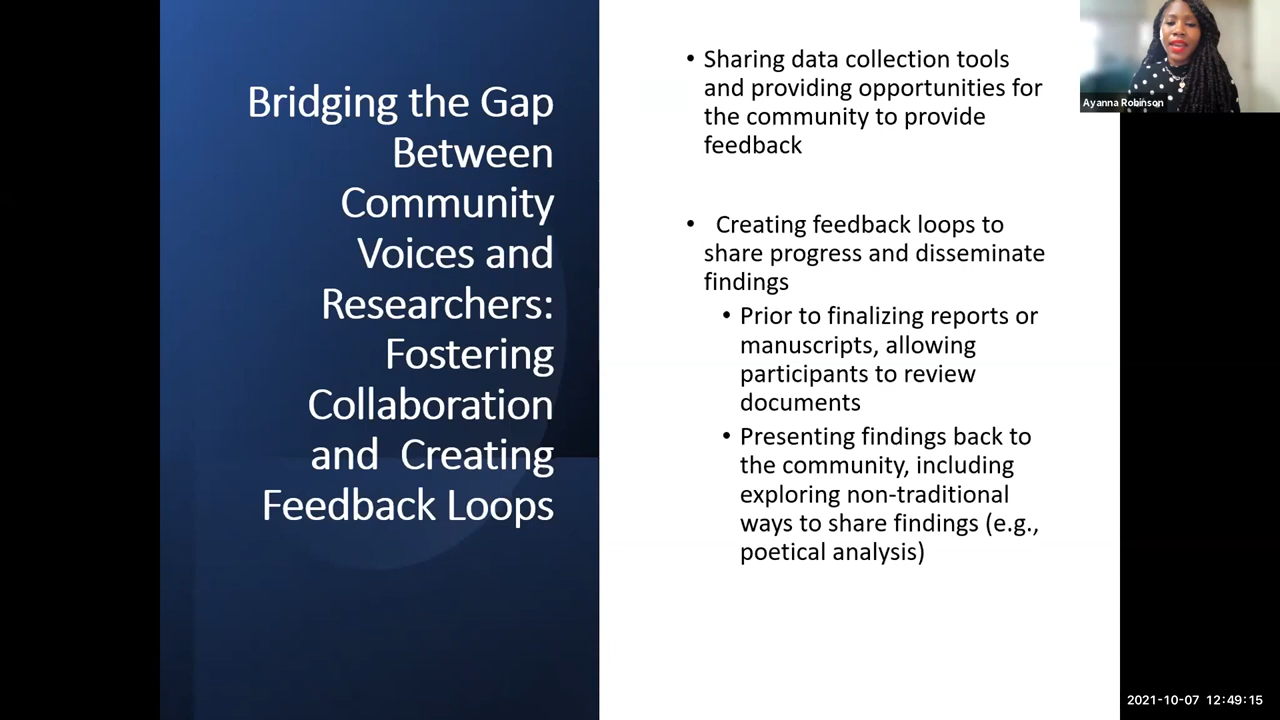 Bridging the Gap
Between
Community
Voices and
Researchers:
Fostering
Collaboration
and  Creating
Feedback Loops
• Sharing data collection tools
and providing opportunities for
the community to provide
feedback
•  Creating feedback loops to
share progress and disseminate
findings
• Prior to finalizing reports or
manuscripts, allowing
participants to review
documents
• Presenting findings back to
the community, including
exploring non-traditional
ways to share findings (e.g.,
poetical analysis)
Ayanna Robinson
2021-10-07 12:49:15